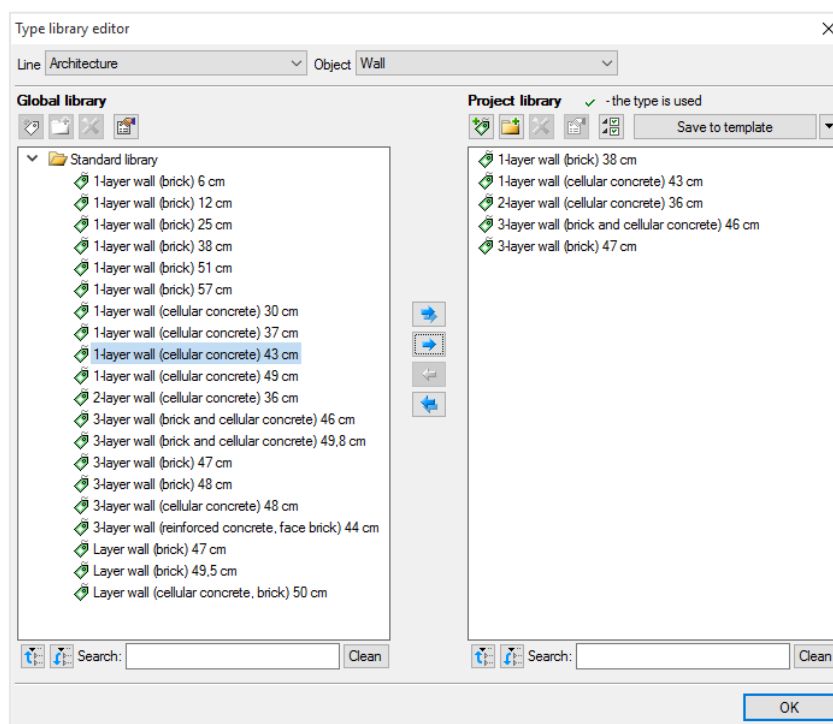 Type library editor
Line Architecture Object Wall
Global library
Project library - the type is used
Save to template
Standard library
1-layer wall (brick) 6 cm
1-layer wall (brick) 12 cm
1-layer wall (brick) 25 cm
1-layer wall (brick) 38 cm
1-layer wall (brick) 51 cm
1-layer wall (brick) 57 cm
1-layer wall (cellular concrete) 30 cm
1-layer wall (cellular concrete) 37 cm
1-layer wall (cellular concrete) 43 cm
1-layer wall (cellular concrete) 49 cm
2-layer wall (cellular concrete) 36 cm
3-layer wall (brick and cellular concrete) 46 cm
3-layer wall (brick and cellular concrete) 49,8 cm
3-layer wall (brick) 47 cm
3-layer wall (brick) 48 cm
3-layer wall (cellular concrete) 48 cm
3-layer wall (reinforced concrete, face brick) 44 cm
Layer wall (brick) 47 cm
Layer wall (brick) 49,5 cm
Layer wall (cellular concrete, brick) 50 cm
1-layer wall (brick) 38 cm
1-layer wall (cellular concrete) 43 cm
2-layer wall (cellular concrete) 36 cm
3-layer wall (brick and cellular concrete) 46 cm
3-layer wall (brick) 47 cm
Search: Clean
Search: Clean
OK